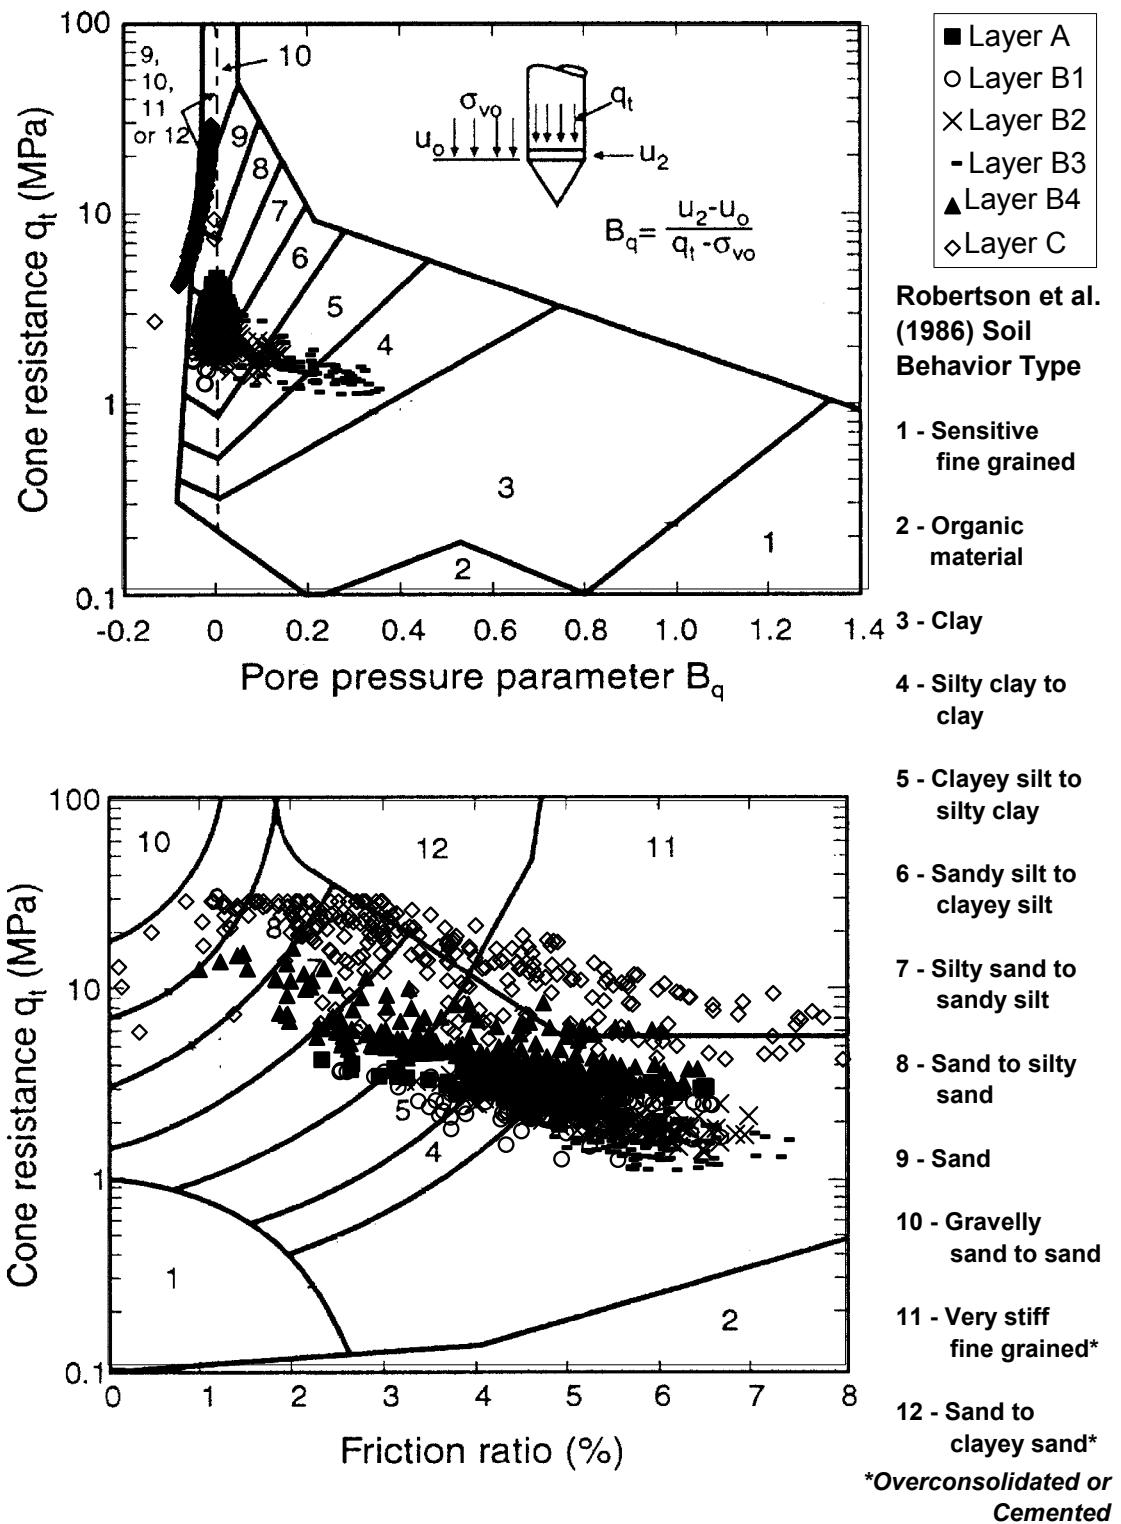 100
10
1
0.1
Cone resistance qt (MPa)
9,
10,
11
or 12
10
9
8
7
6
5
4
3
2
1
σvo
uo
qt
u2
Bq= u2-uo
qt -σvo
-0.2 0 0.2 0.4 0.6 0.8 1.0 1.2 1.4
Pore pressure parameter Bq
Layer A
Layer B1
Layer B2
Layer B3
Layer B4
Layer C
Robertson et al.
(1986) Soil
Behavior Type
1 - Sensitive
fine grained
2 - Organic
material
3 - Clay
4 - Silty clay to
clay
5 - Clayey silt to
silty clay
6 - Sandy silt to
clayey silt
7 - Silty sand to
sandy silt
8 - Sand to silty
sand
9 - Sand
10 - Gravelly
sand to sand
11 - Very stiff
fine grained*
12 - Sand to
clayey sand*
*Overconsolidated or
Cemented
100
10
1
0.1
Cone resistance qt (MPa)
10
12
11
8
7
5
4
1
2
0 1 2 3 4 5 6 7 8
Friction ratio (%)